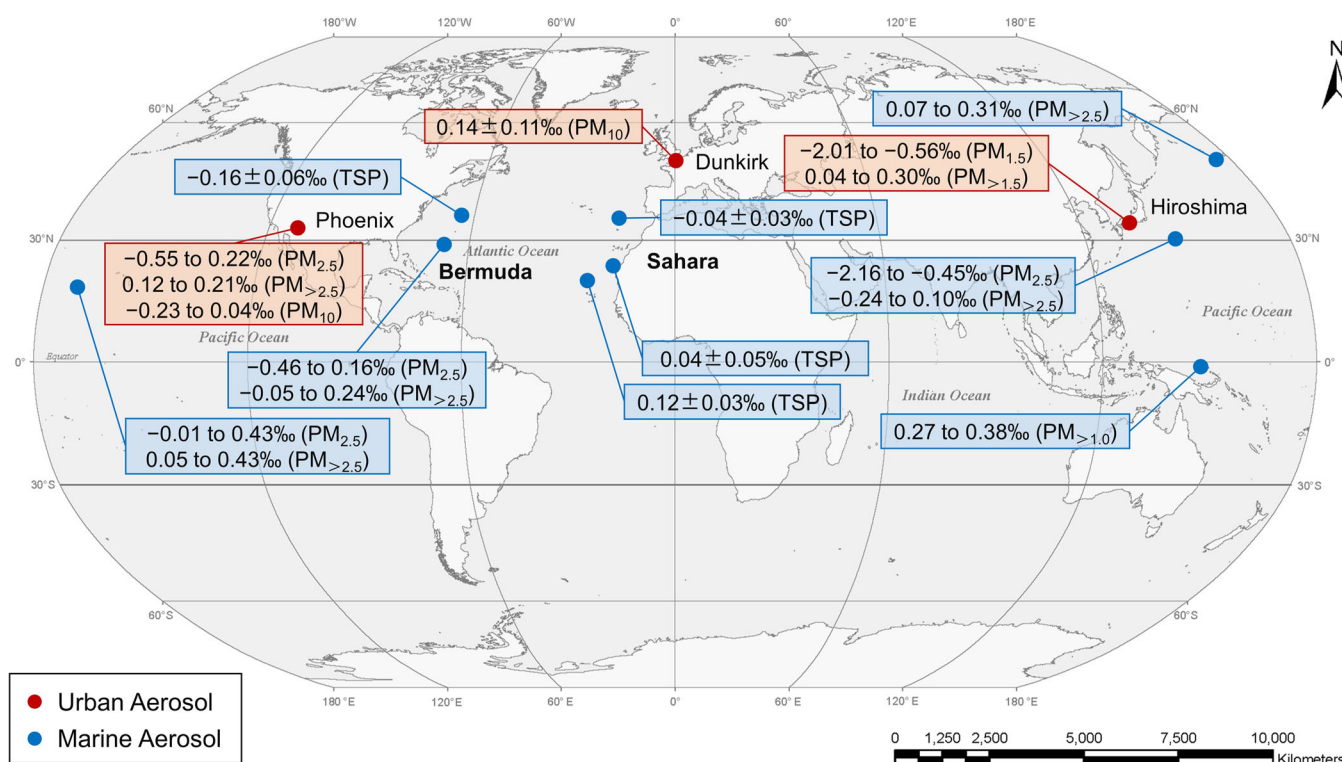 180°W 120°W 60°W 0° 60°E 120°E 180°E
N
60°N
60°N
0.07 to 0.31‰ (PM>2.5)
0.14±0.11‰ (PM10)
Dunkirk
−2.01 to −0.56‰ (PM1.5)
0.04 to 0.30‰ (PM>1.5)
−0.16±0.06‰ (TSP)
Hiroshima
Phoenix
−0.04±0.03‰ (TSP)
30°N
30°N
Atlantic Ocean
Bermuda
Sahara
−0.55 to 0.22‰ (PM2.5)
0.12 to 0.21‰ (PM>2.5)
−0.23 to 0.04‰ (PM10)
−2.16 to −0.45‰ (PM2.5)
−0.24 to 0.10‰ (PM>2.5)
Pacific Ocean
Pacific Ocean
Equator
0°
0°
0.04±0.05‰ (TSP)
−0.46 to 0.16‰ (PM2.5)
−0.05 to 0.24‰ (PM>2.5)
0.12±0.03‰ (TSP)
Indian Ocean
−0.01 to 0.43‰ (PM2.5)
0.05 to 0.43‰ (PM>2.5)
0.27 to 0.38‰ (PM>1.0)
30°S
30°S
60°S
60°S
180°E 120°W 60°W 0° 60°E 120°E 180°E
Urban Aerosol
Marine Aerosol
0 1,250 2,500 5,000 7,500 10,000
Kilometers